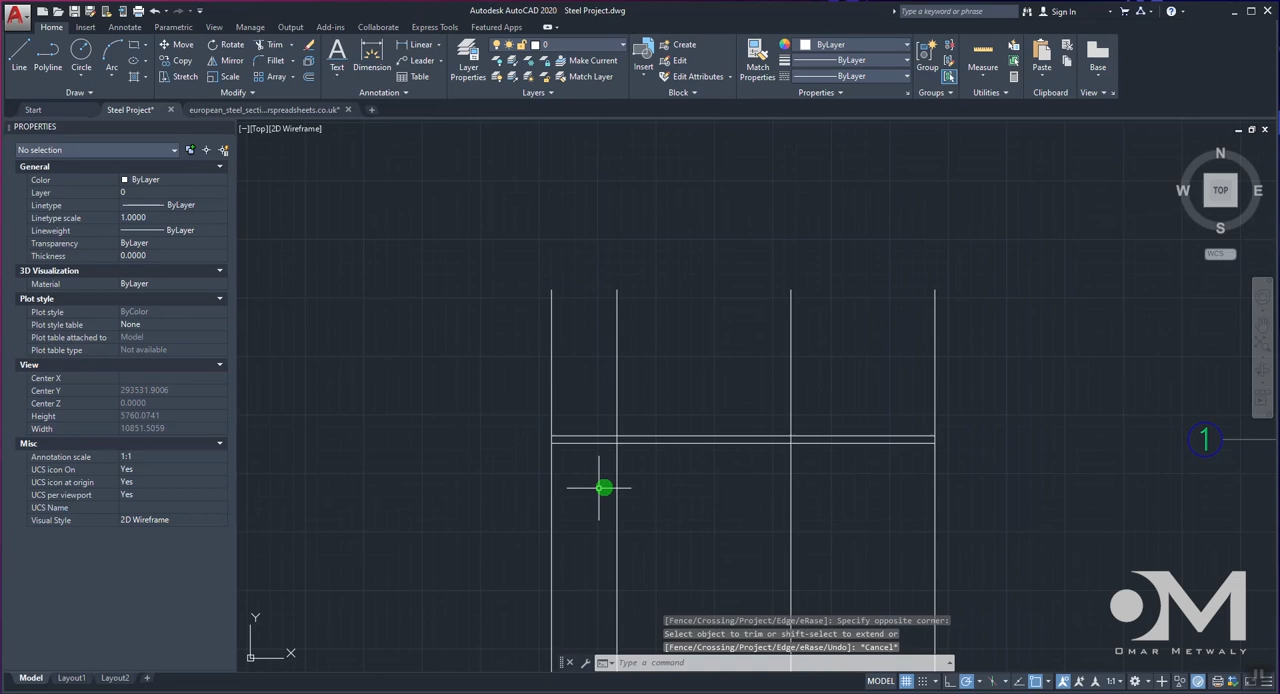 Autodesk AutoCAD 2020 Steel Project.dwg
Type a keyword or phrase
Sign In
Home Insert Annotate Parametric View Manage Output Add-ins Collaborate Express Tools Featured Apps
Line
Polyline
Circle
Arc
Move Rotate Trim
Copy Mirror Fillet
Stretch Scale Array
Text
Dimension
Linear
Leader
Table
Layer
Properties
0
Make Current
Match Layer
Insert
Create
Edit
Edit Attributes
Match
Properties
ByLayer
ByLayer
ByLayer
Group
Measure
Utilities
Paste
Base
Draw Modify Annotation Layers Block Properties Groups Utilities Clipboard View
Start Steel Project* european_steel_secti...rspreadsheets.co.uk*
PROPERTIES
[−][Top][2D Wireframe]
No selection
General
Color ByLayer
Layer 0
Linetype ByLayer
Linetype scale 1.0000
Lineweight ByLayer
Transparency ByLayer
Thickness 0.0000
3D Visualization
Material ByLayer
Plot style
Plot style ByColor
Plot style table None
Plot table attached to Model
Plot table type Not available
View
Center X
Center Y 293531.9006
Center Z 0.0000
Height 5760.0741
Width 10851.5059
Misc
Annotation scale 1:1
UCS icon On Yes
UCS icon at origin Yes
UCS per viewport Yes
UCS Name
Visual Style 2D Wireframe
N
W TOP E
S
WCS
1
Y
X
[Fence/Crossing/Project/Edge/eRase]: Specify opposite corner:
Select object to trim or shift-select to extend or
[Fence/Crossing/Project/Edge/eRase/Undo]: *Cancel*
Type a command
OM
OMAR METWALY
Model Layout1 Layout2 +
MODEL
1:1